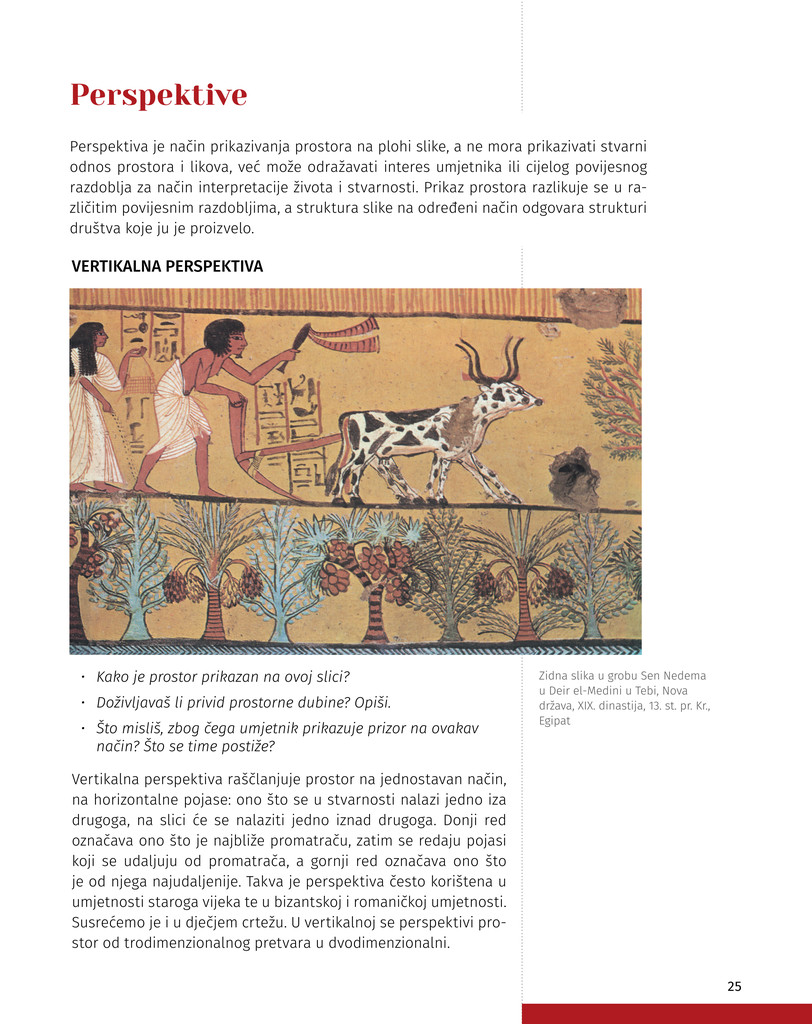 Perspektive
Perspektiva je način prikazivanja prostora na plohi slike, a ne mora prikazivati stvarni
odnos prostora i likova, već može odražavati interes umjetnika ili cijelog povijesnog
razdoblja za način interpretacije života i stvarnosti. Prikaz prostora razlikuje se u ra-
zličitim povijesnim razdobljima, a struktura slike na određeni način odgovara strukturi
društva koje ju je proizvelo.
VERTIKALNA PERSPEKTIVA
• Kako je prostor prikazan na ovoj slici?
• Doživljavaš li privid prostorne dubine? Opiši.
• Što misliš, zbog čega umjetnik prikazuje prizor na ovakav
način? Što se time postiže?
Zidna slika u grobu Sen Nedema
u Deir el-Medini u Tebi, Nova
država, XIX. dinastija, 13. st. pr. Kr.,
Egipat
Vertikalna perspektiva raščlanjuje prostor na jednostavan način,
na horizontalne pojase: ono što se u stvarnosti nalazi jedno iza
drugoga, na slici će se nalaziti jedno iznad drugoga. Donji red
označava ono što je najbliže promatraču, zatim se redaju pojasi
koji se udaljuju od promatrača, a gornji red označava ono što
je od njega najudaljenije. Takva je perspektiva često korištena u
umjetnosti staroga vijeka te u bizantskoj i romaničkoj umjetnosti.
Susrećemo je i u dječjem crtežu. U vertikalnoj se perspektivi pro-
stor od trodimenzionalnog pretvara u dvodimenzionalni.
25